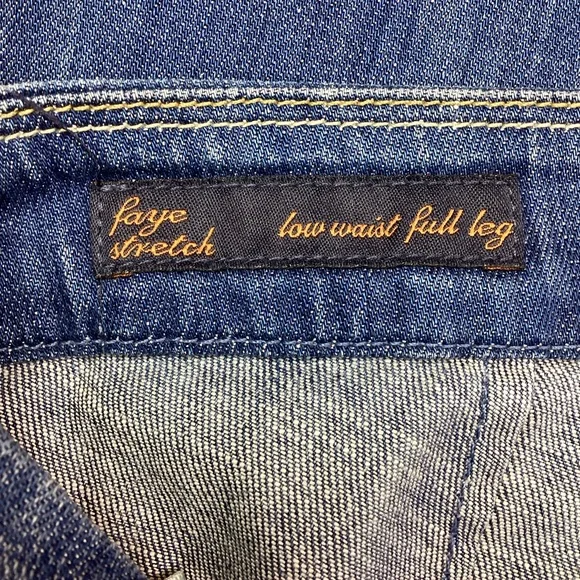 faye
stretch
low waist full leg